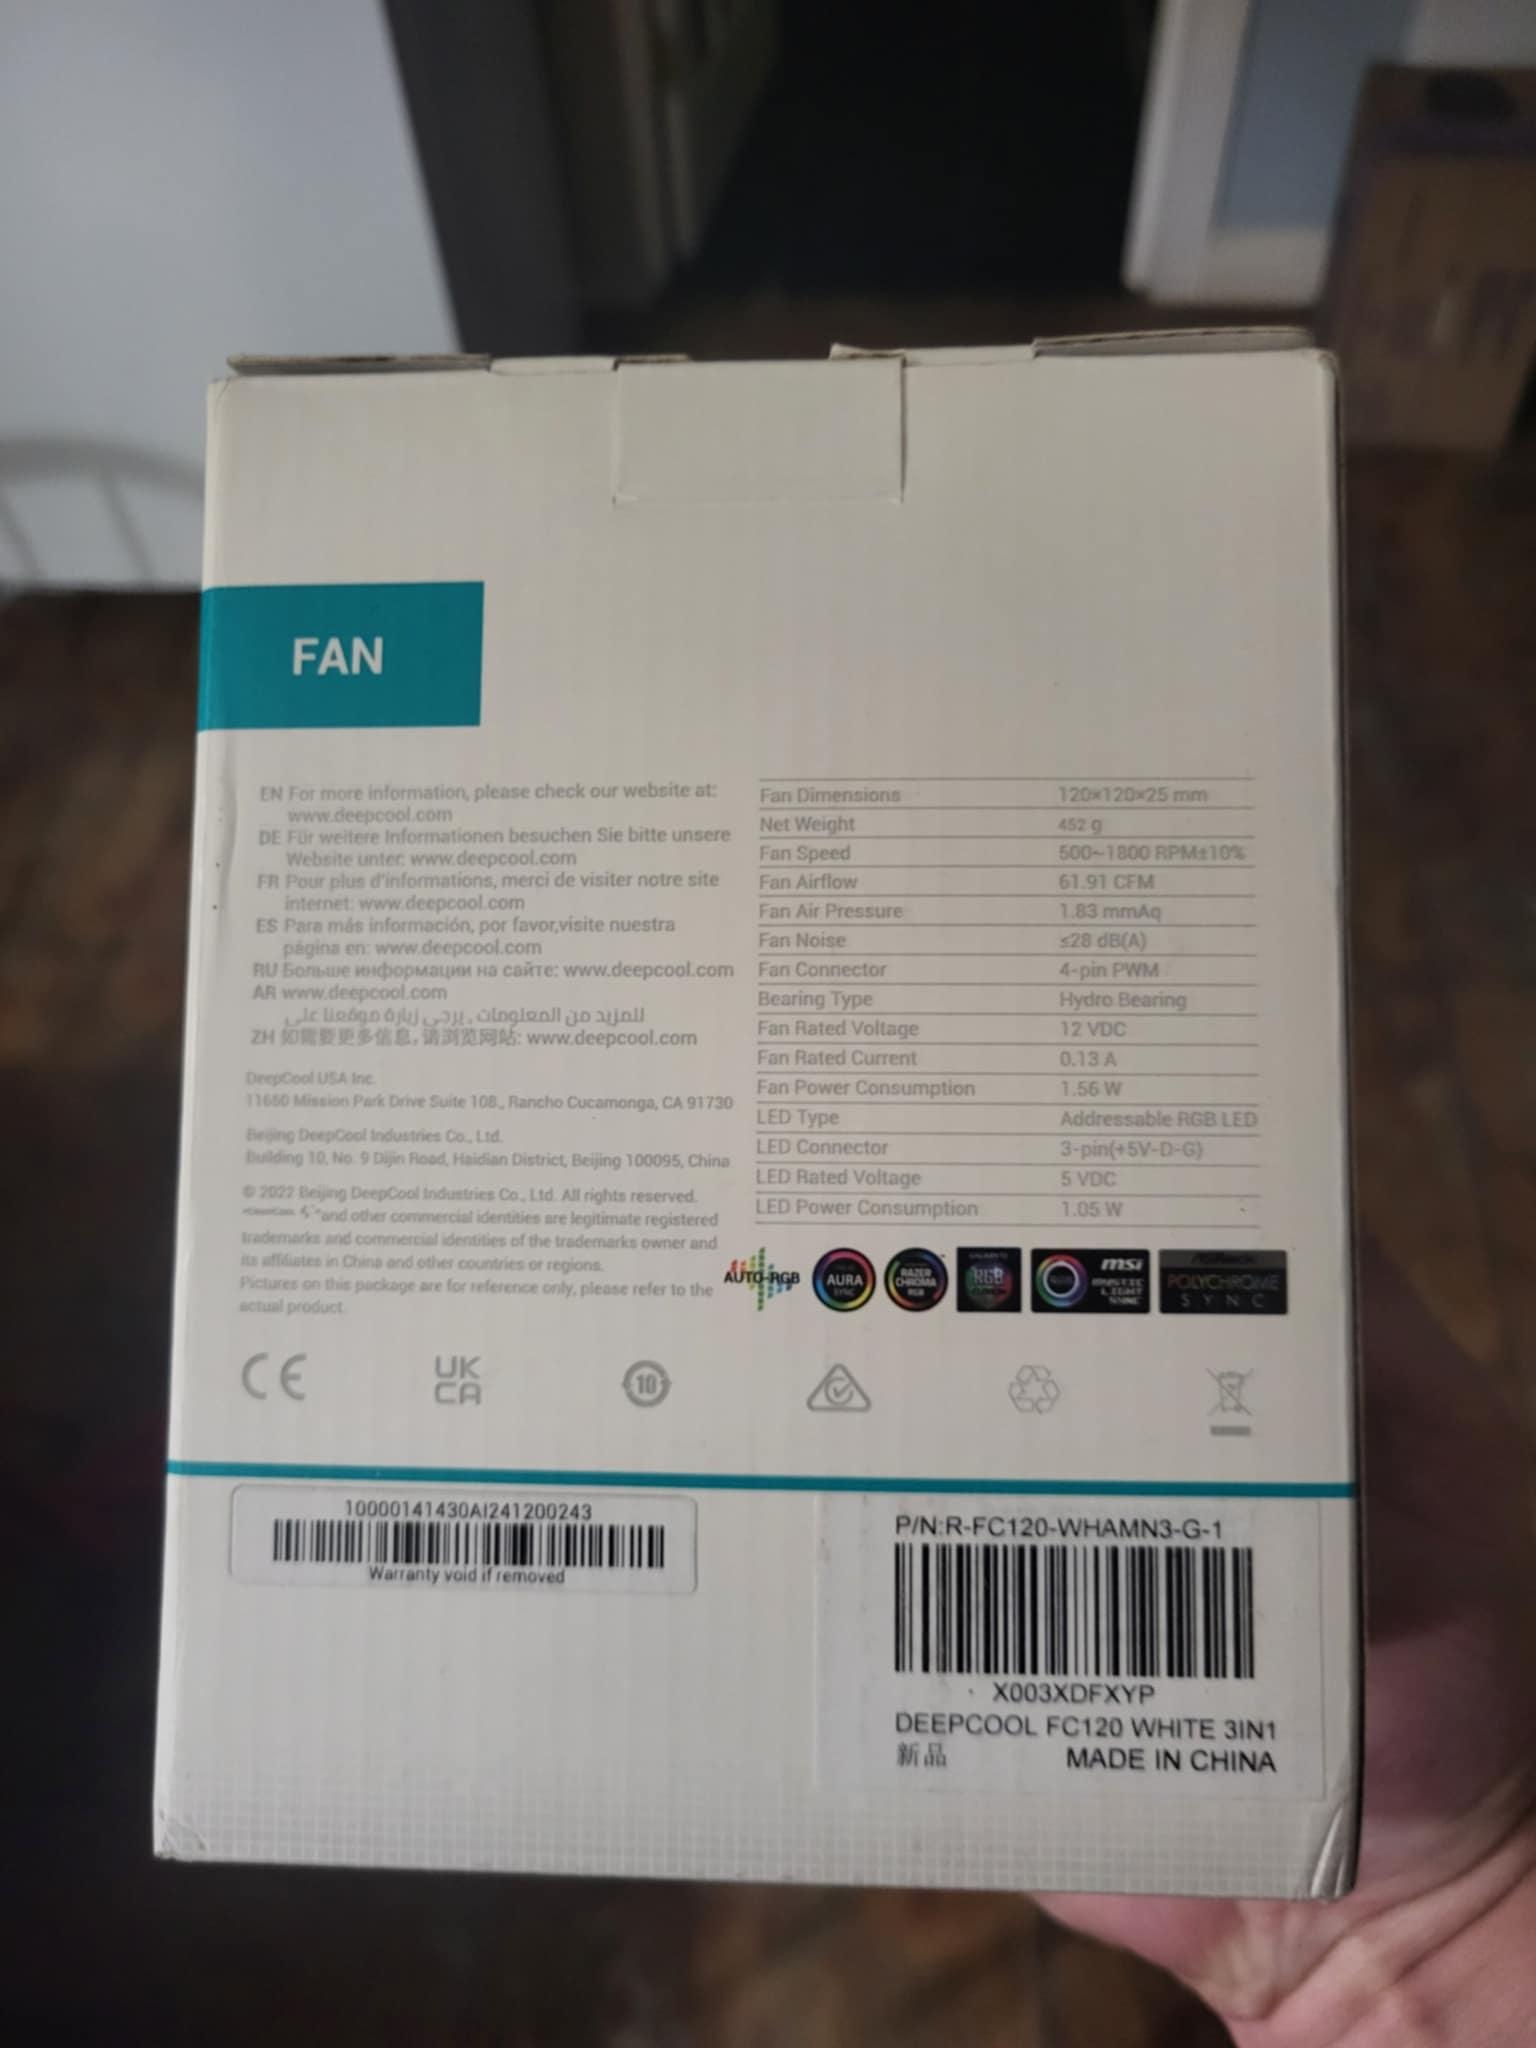 FAN
EN For more information, please check our website at:
www.deepcool.com
DE Für weitere Informationen besuchen Sie bitte unsere
Website unter: www.deepcool.com
FR Pour plus d'informations, merci de visiter notre site
internet: www.deepcool.com
ES Para más información, por favor,visite nuestra
página en: www.deepcool.com
RU Больше информации на сайте: www.deepcool.com
AR www.deepcool.com
للمزيد من المعلومات ، يرجى زيارة موقعنا على
ZH 如需要更多信息，请浏览网站: www.deepcool.com
DeepCool USA Inc.
11660 Mission Park Drive Suite 108., Rancho Cucamonga, CA 91730
Beijing DeepCool Industries Co., Ltd.
Building 10, No. 9 Dijin Road, Haidian District, Beijing 100095, China
© 2022 Beijing DeepCool Industries Co., Ltd. All rights reserved.
and other commercial identities are legitimate registered
trademarks and commercial identities of the trademarks owner and
its affiliates in China and other countries or regions.
Pictures on this package are for reference only, please refer to the
actual product.
Fan Dimensions 120×120×25 mm
Net Weight 452 g
Fan Speed 500~1800 RPM±10%
Fan Airflow 61.91 CFM
Fan Air Pressure 1.83 mmAq
Fan Noise ≤28 dB(A)
Fan Connector 4-pin PWM
Bearing Type Hydro Bearing
Fan Rated Voltage 12 VDC
Fan Rated Current 0.13 A
Fan Power Consumption 1.56 W
LED Type Addressable RGB LED
LED Connector 3-pin(+5V-D-G)
LED Rated Voltage 5 VDC
LED Power Consumption 1.05 W
AUTO-RGB
AURA
SYNC
RAZER
CHROMA
RGB
RGB
FUSION
msi
MYSTIC
LIGHT
SYNC
POLYCHROME
SYNC
CE
UK
CA
10
10000141430AI241200243
Warranty void if removed
P/N:R-FC120-WHAMN3-G-1
X003XDFXYP
DEEPCOOL FC120 WHITE 3IN1
新品 MADE IN CHINA